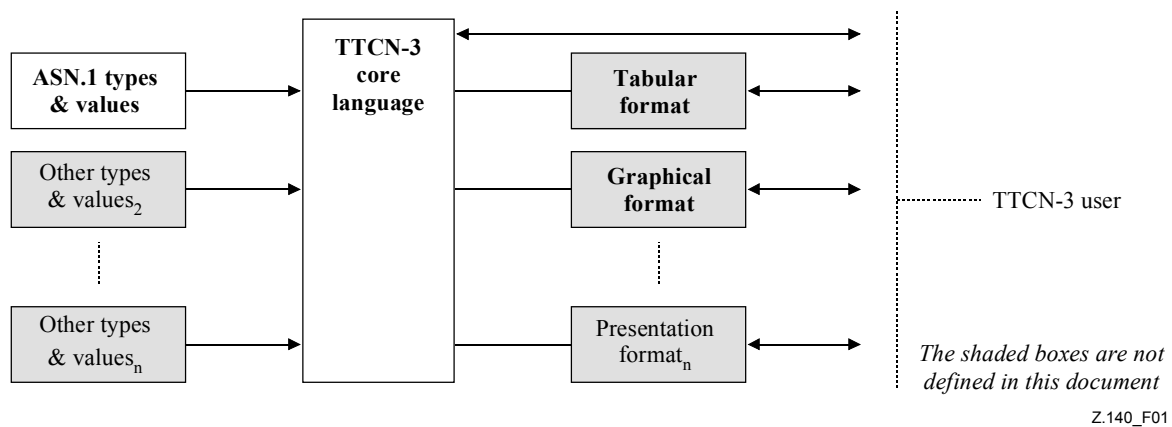 ASN.1 types
& values
Other types
& values2
Other types
& valuesn
TTCN-3
core
language
Tabular
format
Graphical
format
Presentation
formatn
TTCN-3 user
The shaded boxes are not
defined in this document
Z.140_F01